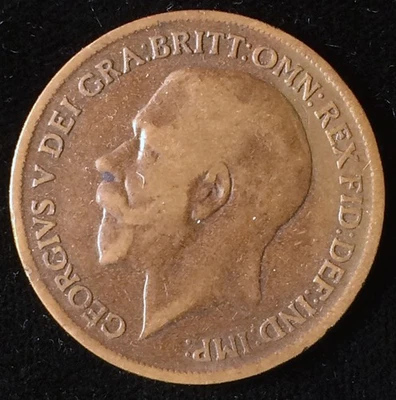 GEORGIVS V DEI GRA:BRITT:OMN:REX FID:DEF:IND:IMP: